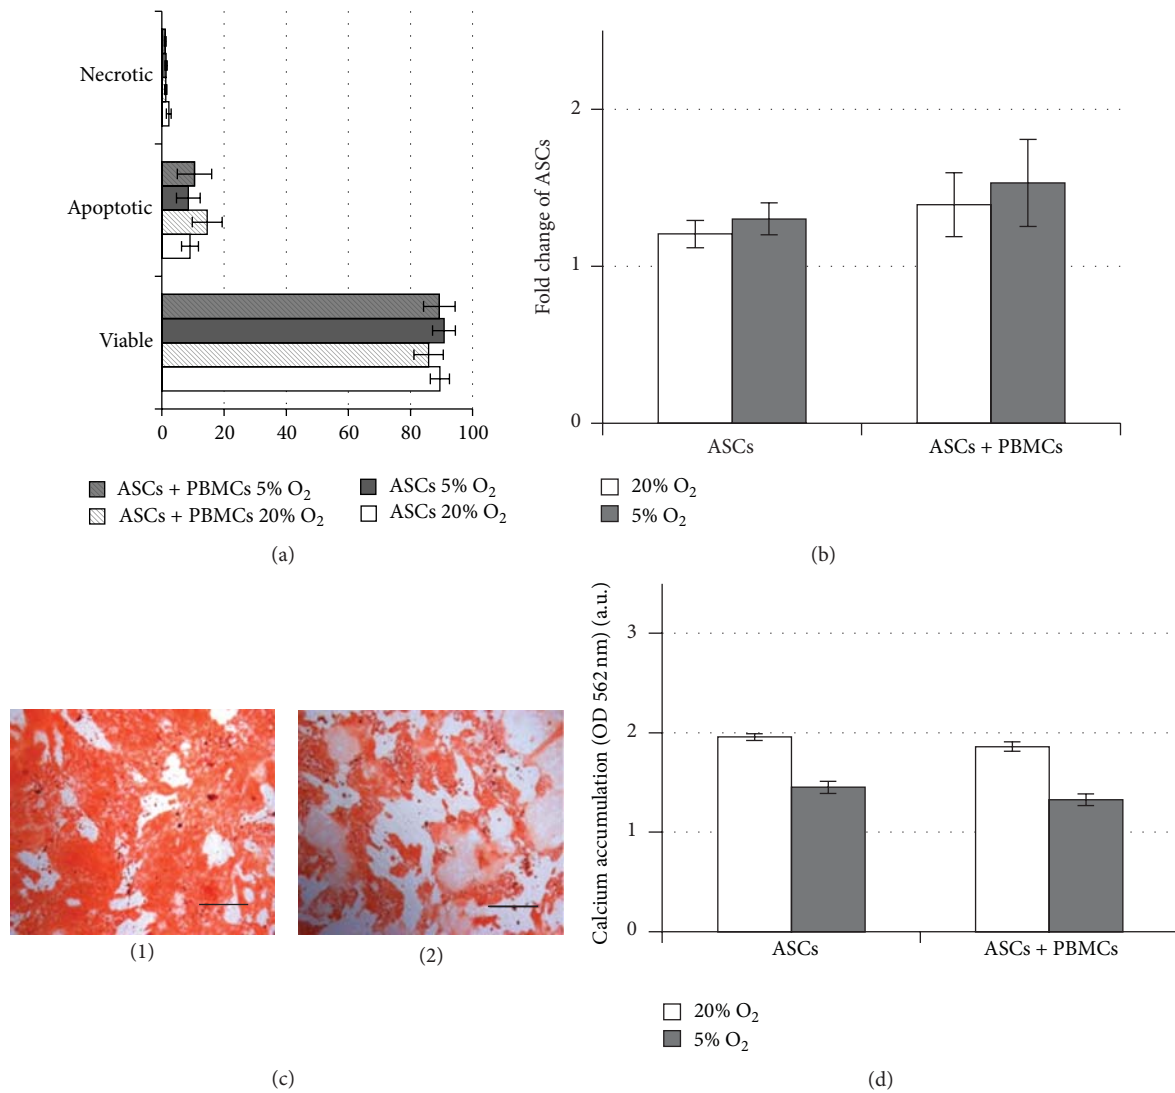 Necrotic
Apoptotic
Viable
0 20 40 60 80 100
ASCs + PBMCs 5% O2
ASCs 5% O2
ASCs + PBMCs 20% O2
ASCs 20% O2
(a)
Fold change of ASCs
2
1
0
ASCs
ASCs + PBMCs
20% O2
5% O2
(b)
(1)
(2)
(c)
Calcium accumulation (OD 562 nm) (a.u.)
3
2
1
0
ASCs
ASCs + PBMCs
20% O2
5% O2
(d)